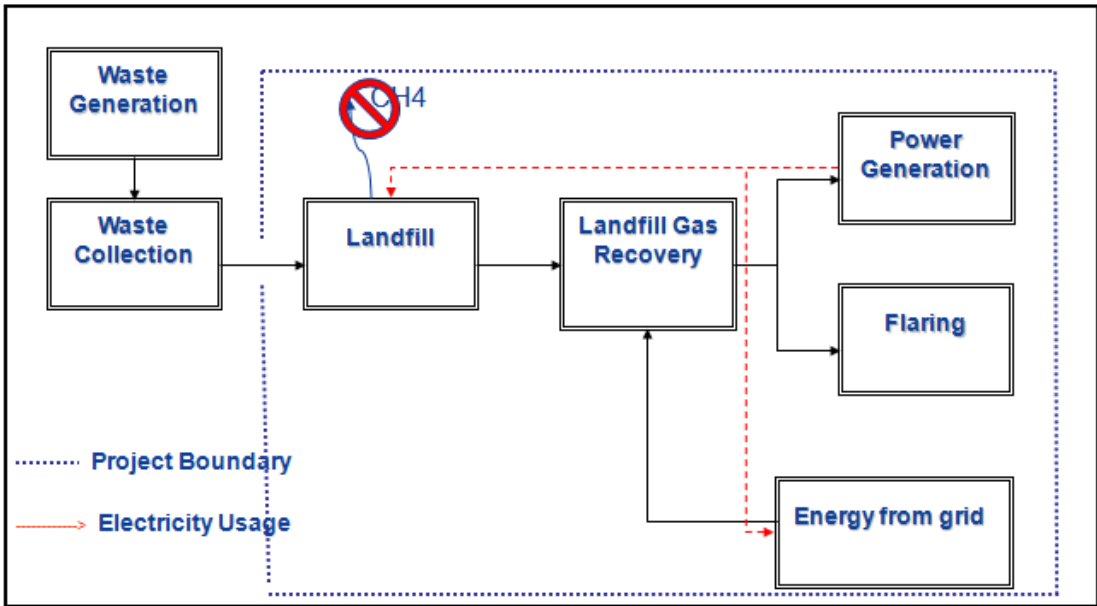 Waste
Generation
CH4
Power
Generation
Waste
Collection
Landfill
Landfill Gas
Recovery
Flaring
Project Boundary
Electricity Usage
Energy from grid